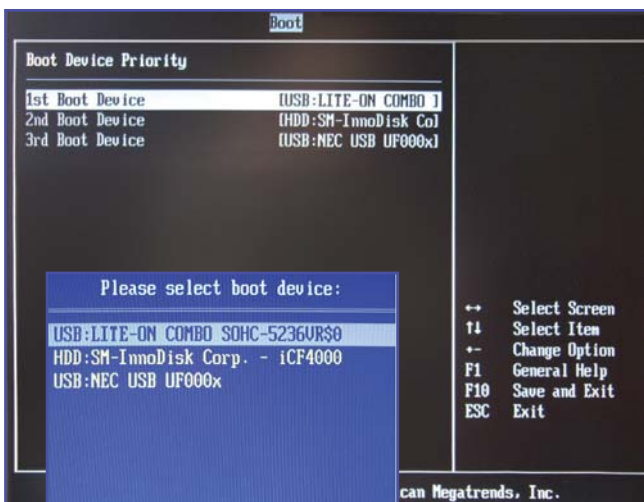 Boot
Boot Device Priority
1st Boot Device [USB:LITE-ON COMBO ]
2nd Boot Device [HDD:SM-InnoDisk Co]
3rd Boot Device [USB:NEC USB UF000x]
Please select boot device:
USB:LITE-ON COMBO SOHC-5236VR$0
HDD:SM-InnoDisk Corp. - iCF4000
USB:NEC USB UF000x
↔ Select Screen
↑↓ Select Item
+- Change Option
F1 General Help
F10 Save and Exit
ESC Exit
can Megatrends, Inc.